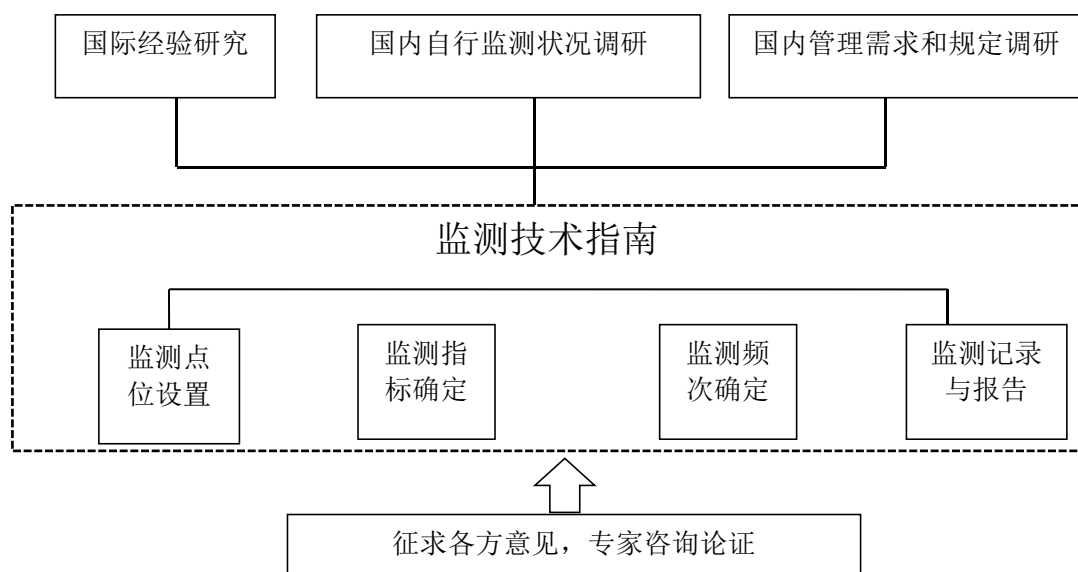 国际经验研究
国内自行监测状况调研
国内管理需求和规定调研
监测技术指南
监测点
位设置
监测指
标确定
监测频
次确定
监测记录
与报告
征求各方意见，专家咨询论证